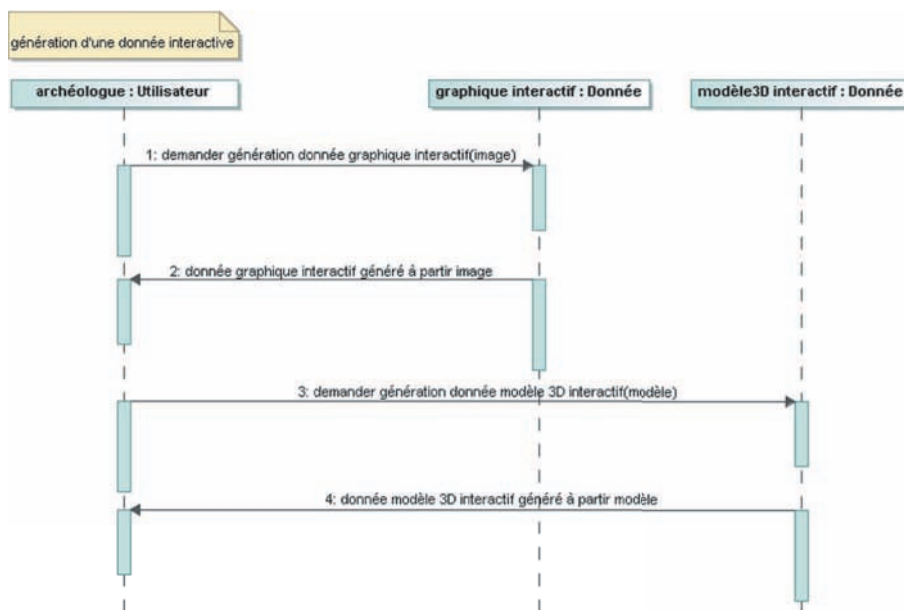 génération d'une donnée interactive
archéologue : Utilisateur
graphique interactif : Donnée
modèle3D interactif : Donnée
1: demander génération donnée graphique interactif(image)
2: donnée graphique interactif généré à partir image
3: demander génération donnée modèle 3D interactif(modèle)
4: donnée modèle 3D interactif généré à partir modèle